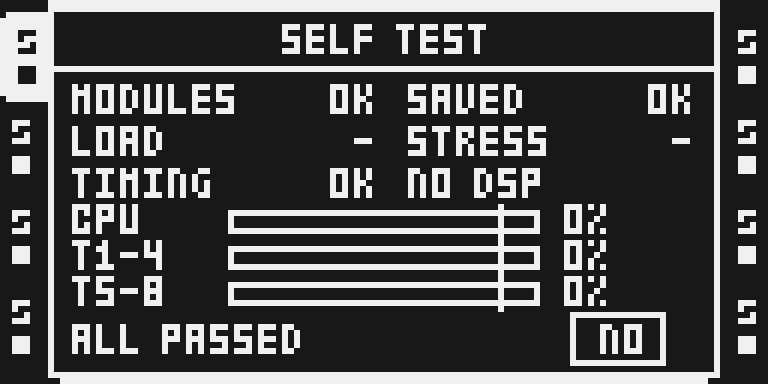 SELF TEST
MODULES OK SAVED OK
LOAD - STRESS -
TIMING OK NO DSP
CPU 0%
T1-4
T5-8 0%
ALL PASSED NO